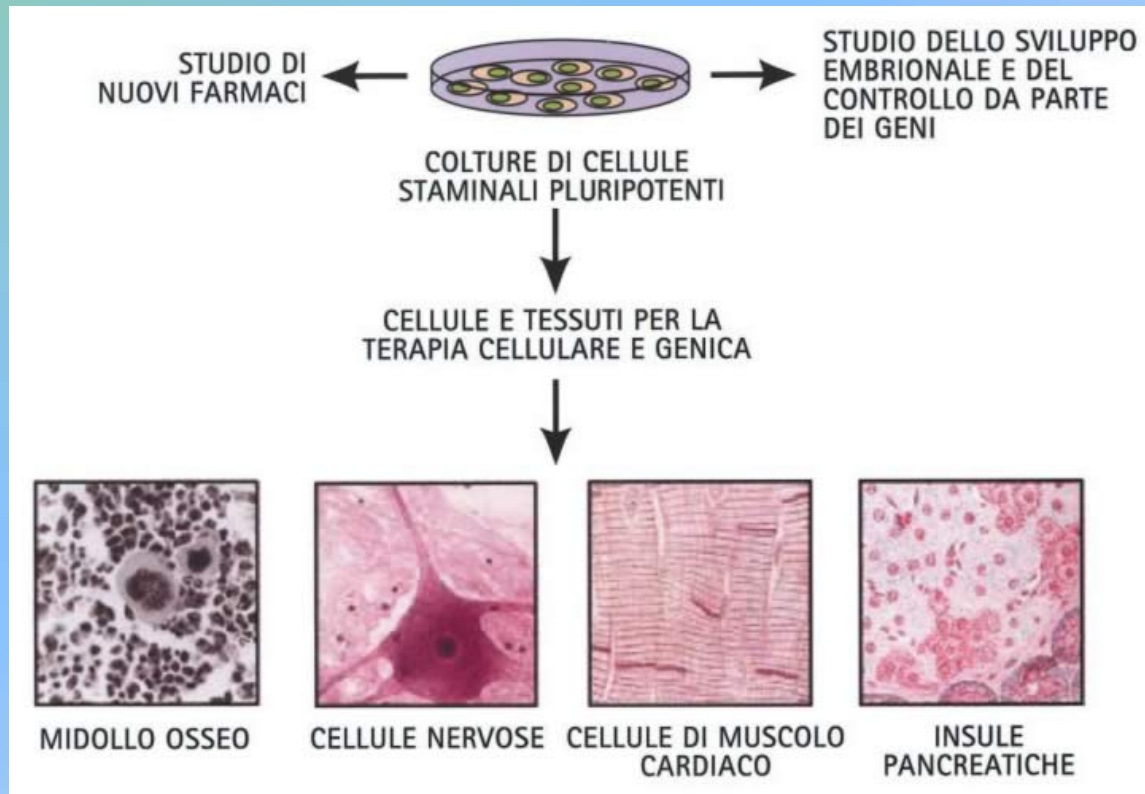 STUDIO DI
NUOVI FARMACI
STUDIO DELLO SVILUPPO
EMBRIONALE E DEL
CONTROLLO DA PARTE
DEI GENI
COLTURE DI CELLULE
STAMINALI PLURIPOTENTI
CELLULE E TESSUTI PER LA
TERAPIA CELLULARE E GENICA
MIDOLLO OSSEO
CELLULE NERVOSE
CELLULE DI MUSCOLO
CARDIACO
INSULE
PANCREATICHE